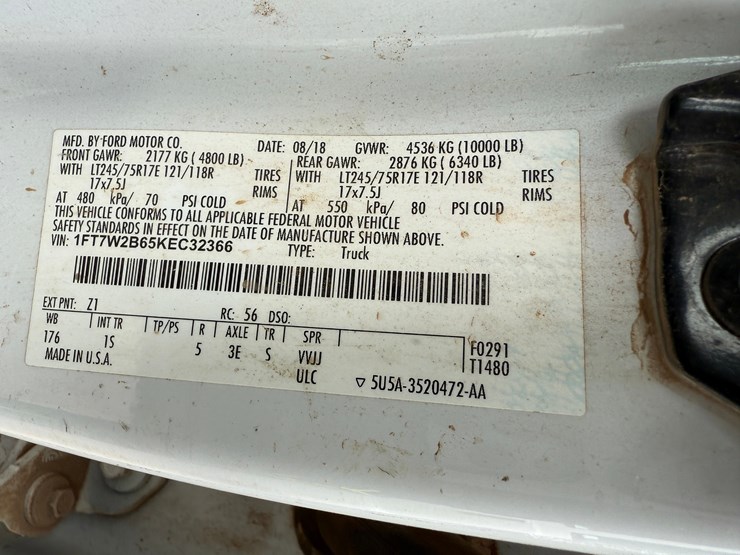 MFD. BY FORD MOTOR CO. DATE: 08/18 GVWR: 4536 KG (10000 LB)
FRONT GAWR: 2177 KG ( 4800 LB) REAR GAWR: 2876 KG ( 6340 LB)
WITH LT245/75R17E 121/118R TIRES WITH LT245/75R17E 121/118R TIRES
17x7.5J RIMS 17x7.5J RIMS
AT 480 kPa/ 70 PSI COLD AT 550 kPa/ 80 PSI COLD
THIS VEHICLE CONFORMS TO ALL APPLICABLE FEDERAL MOTOR VEHICLE
SAFETY STANDARDS IN EFFECT ON THE DATE OF MANUFACTURE SHOWN ABOVE.
VIN: 1FT7W2B65KEC32366 TYPE: Truck
EXT PNT: Z1 RC: 56 DSO:
WB INT TR TP/PS R AXLE TR SPR F0291
176 1S 5 3E S VVJJ T1480
MADE IN U.S.A. ULC ▽ 5U5A-3520472-AA